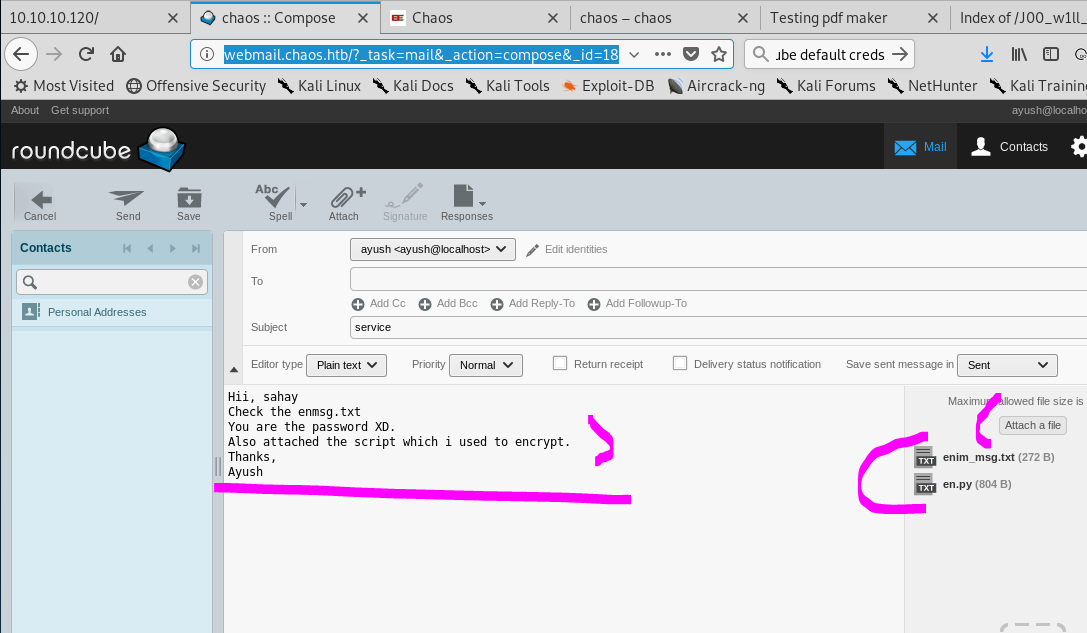 10.10.10.120/ chaos :: Compose Chaos chaos – chaos Testing pdf maker Index of /J00_w1ll_
webmail.chaos.htb/?_task=mail&_action=compose&_id=18 ube default creds
Most Visited Offensive Security Kali Linux Kali Docs Kali Tools Exploit-DB Aircrack-ng Kali Forums NetHunter Kali Training
About Get support ayush@localho
roundcube Mail Contacts
Cancel Send Save Abc Spell Attach Signature Responses
Contacts
Personal Addresses
From ayush <ayush@localhost> Edit identities
To
Add Cc Add Bcc Add Reply-To Add Followup-To
Subject service
Editor type Plain text Priority Normal Return receipt Delivery status notification Save sent message in Sent
Hii, sahay
Check the enmsg.txt
You are the password XD.
Also attached the script which i used to encrypt.
Thanks,
Ayush
Maximum allowed file size is
Attach a file
TXT enim_msg.txt (272 B)
TXT en.py (804 B)